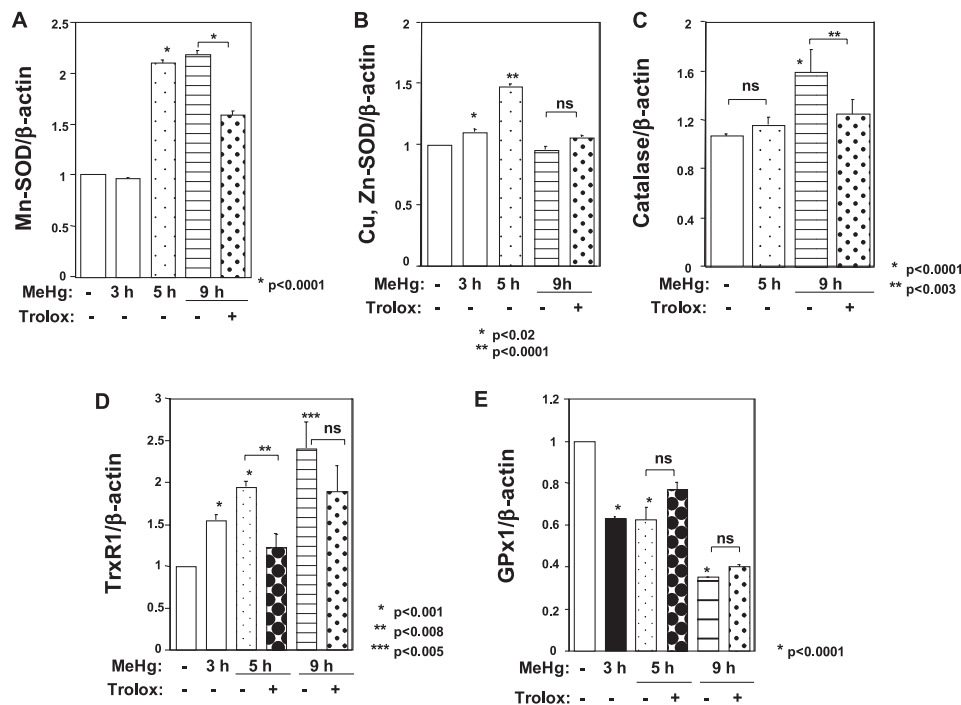 A
Mn-SOD/β-actin
2.5
2
1.5
1
0.5
0
*
*
MeHg: - 3 h 5 h 9 h
Trolox: - - - - +
* p<0.0001
B
Cu, Zn-SOD/β-actin
2
1.5
1
0.5
0
*
**
ns
MeHg: - 3 h 5 h 9h
Trolox: - - - - +
* p<0.02
** p<0.0001
C
Catalase/β-actin
2
1.6
1.2
0.8
0.4
0
ns
*
**
MeHg: - 5 h 9 h
Trolox: - - - +
* p<0.0001
** p<0.003
D
TrxR1/β-actin
3
2.5
2
1.5
1
0.5
0
*
*
**
***
ns
MeHg: - 3 h 5 h 9 h
Trolox: - - - + - +
* p<0.001
** p<0.008
*** p<0.005
E
GPx1/β-actin
1.2
1
0.8
0.6
0.4
0.2
0
*
*
ns
*
ns
MeHg: - 3 h 5 h 9 h
Trolox: - - - + - +
* p<0.0001